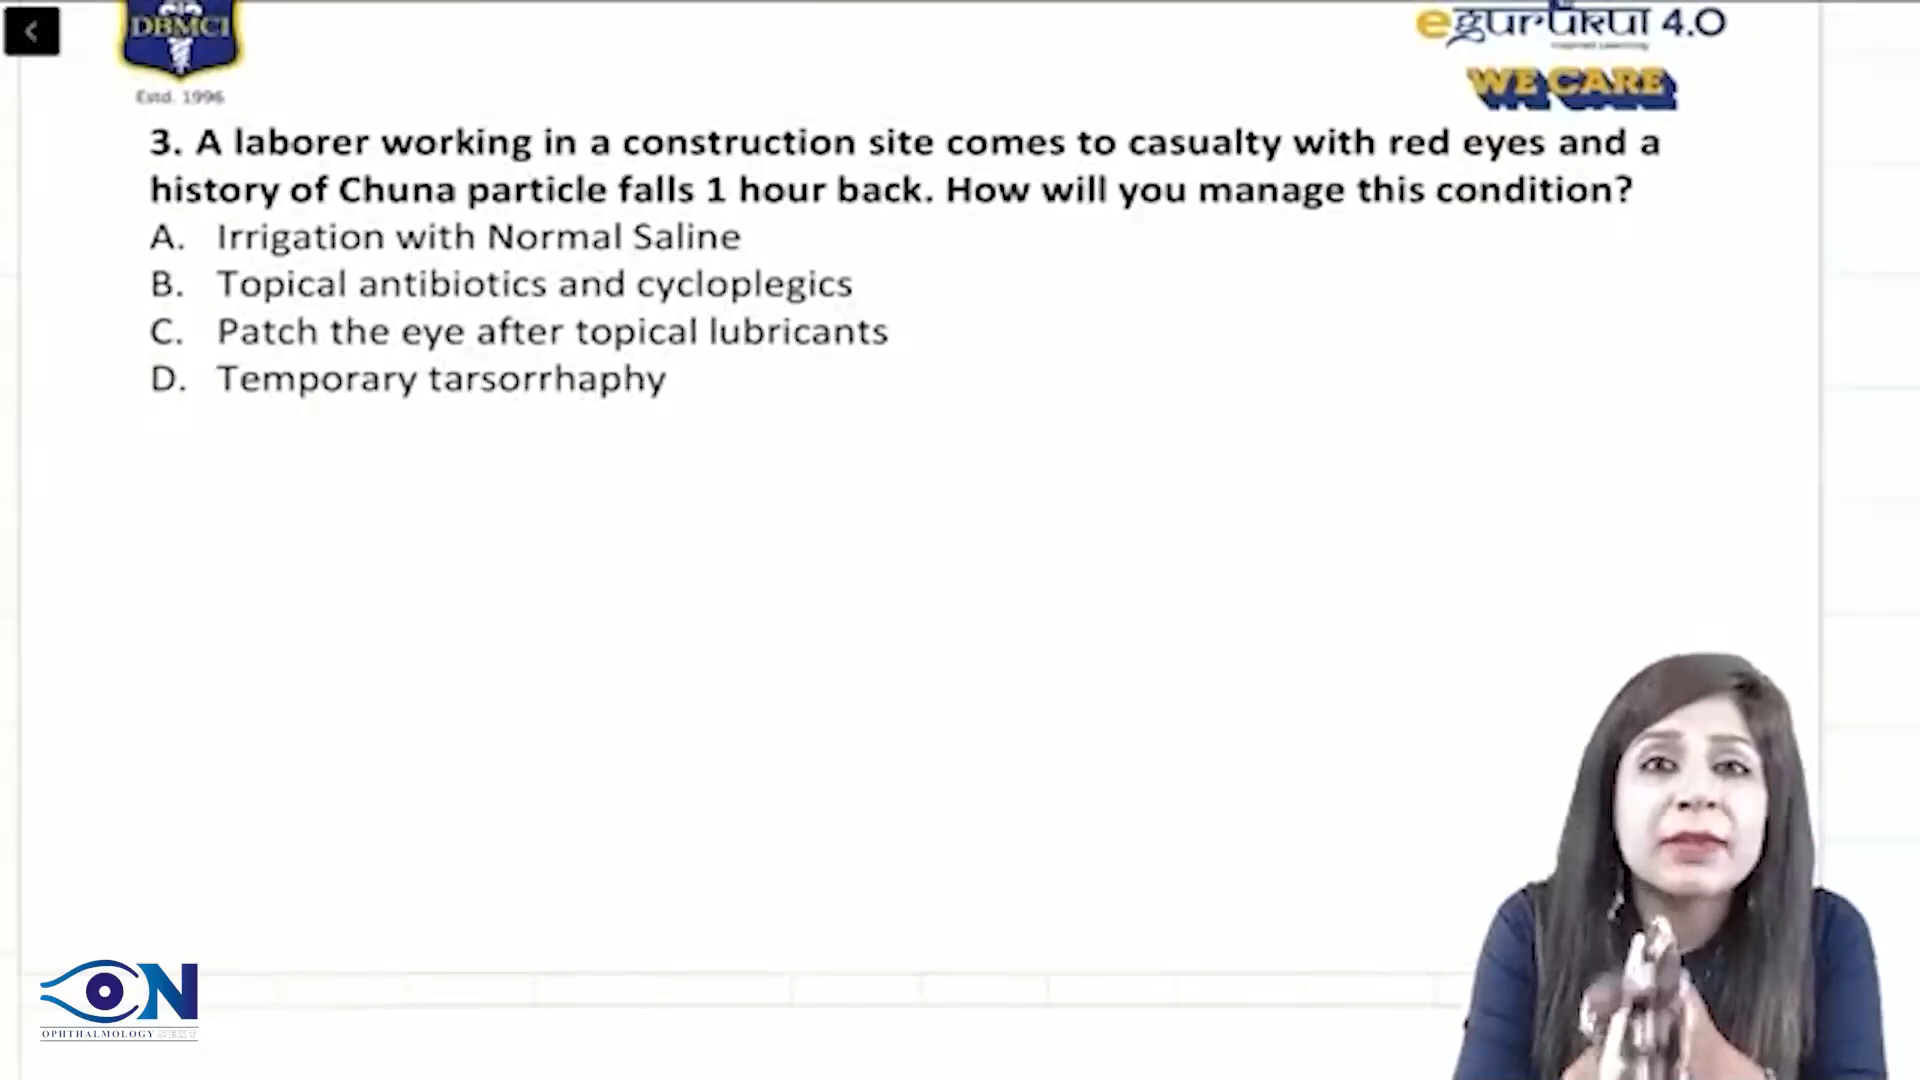 DBMCI
Estd. 1996
eGurukul 4.0
WE CARE
3. A laborer working in a construction site comes to casualty with red eyes and a
history of Chuna particle falls 1 hour back. How will you manage this condition?
A. Irrigation with Normal Saline
B. Topical antibiotics and cycloplegics
C. Patch the eye after topical lubricants
D. Temporary tarsorrhaphy
ON
OPHTHALMOLOGY NEXT